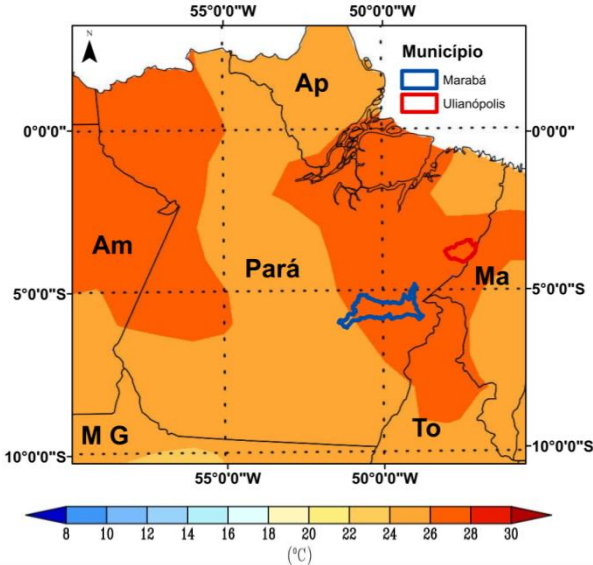 55°0'0"W 50°0'0"W
N
Município
Marabá
Ulianópolis
Ap
0°0'0" 0°0'0"
Am
Pará
Ma
5°0'0"S 5°0'0"S
M G
To
10°0'0"S 10°0'0"S
55°0'0"W 50°0'0"W
8 10 12 14 16 18 20 22 24 26 28 30
(°C)